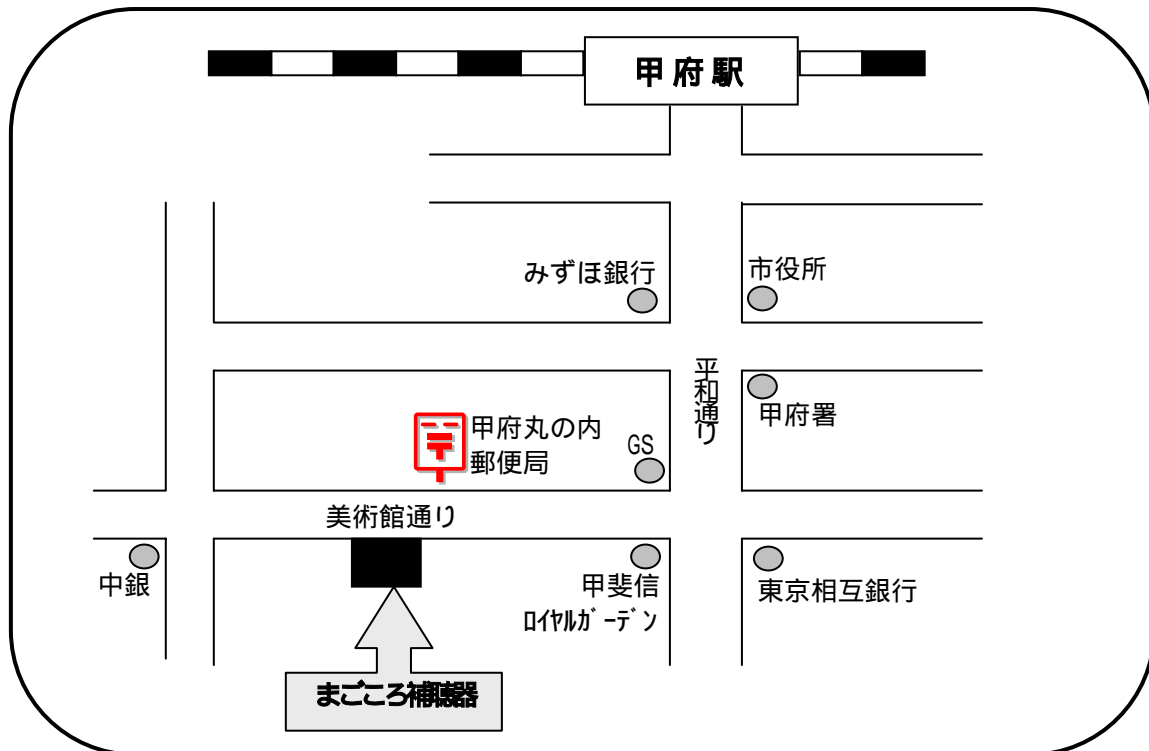 甲府駅
みずほ銀行
市役所
平和通り
甲府署
甲府丸の内
郵便局
GS
美術館通り
中銀
甲斐信
ﾛｲﾔﾙｶﾞｰﾃﾞﾝ
東京相互銀行
まごころ補聴器